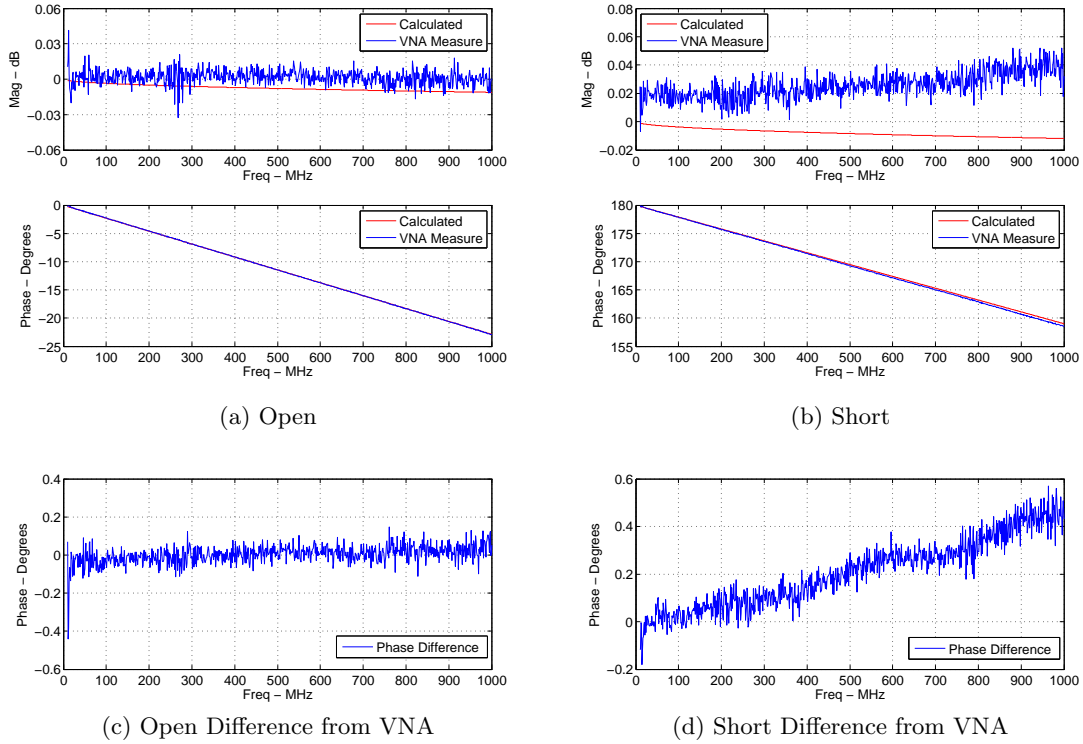 0.06
0.03
0
−0.03
−0.06
Mag − dB
0 100 200 300 400 500 600 700 800 900 1000
Freq − MHz
Calculated
VNA Measure
0
−5
−10
−15
−20
−25
Phase − Degrees
0 100 200 300 400 500 600 700 800 900 1000
Freq − MHz
Calculated
VNA Measure
(a) Open
0.08
0.06
0.04
0.02
0
−0.02
Mag − dB
0 100 200 300 400 500 600 700 800 900 1000
Freq − MHz
Calculated
VNA Measure
180
175
170
165
160
155
Phase − Degrees
0 100 200 300 400 500 600 700 800 900 1000
Freq − MHz
Calculated
VNA Measure
(b) Short
0.4
0.2
0
−0.2
−0.4
−0.6
Phase − Degrees
0 100 200 300 400 500 600 700 800 900 1000
Freq − MHz
Phase Difference
(c) Open Difference from VNA
0.6
0.4
0.2
0
−0.2
Phase − Degrees
0 100 200 300 400 500 600 700 800 900 1000
Freq − MHz
Phase Difference
(d) Short Difference from VNA